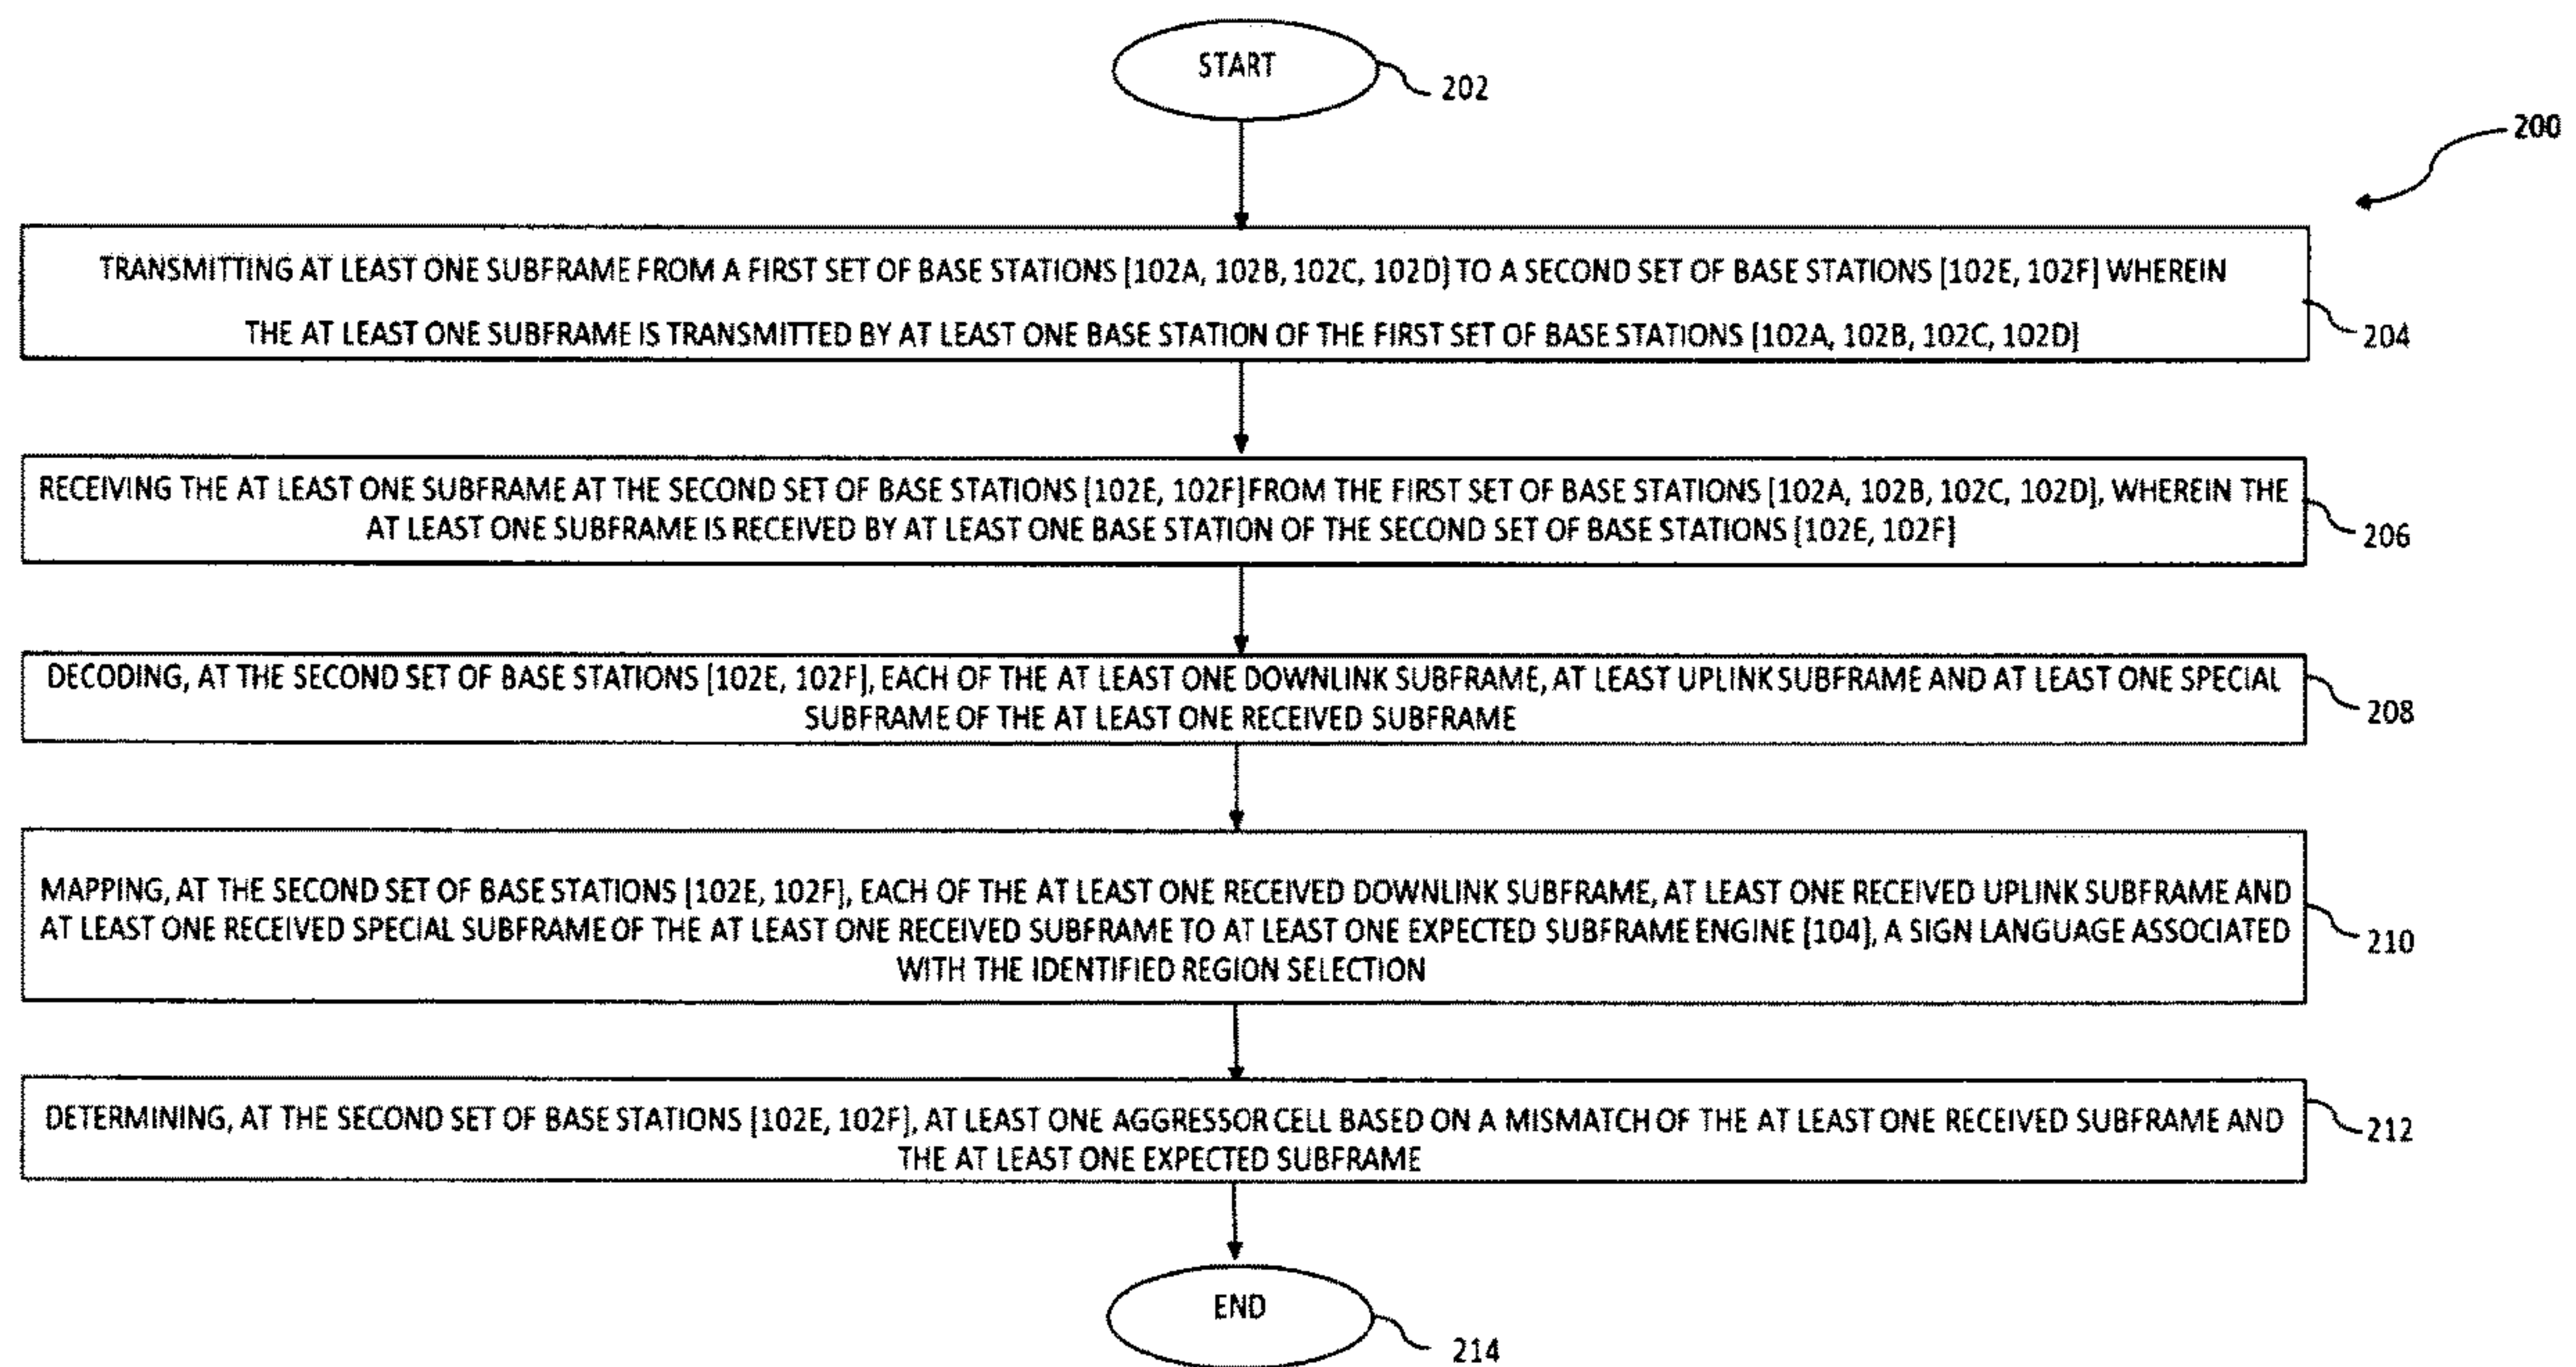 START
202
200
TRANSMITTING AT LEAST ONE SUBFRAME FROM A FIRST SET OF BASE STATIONS [102A, 102B, 102C, 102D] TO A SECOND SET OF BASE STATIONS [102E, 102F] WHEREIN
THE AT LEAST ONE SUBFRAME IS TRANSMITTED BY AT LEAST ONE BASE STATION OF THE FIRST SET OF BASE STATIONS [102A, 102B, 102C, 102D]
204
RECEIVING THE AT LEAST ONE SUBFRAME AT THE SECOND SET OF BASE STATIONS [102E, 102F] FROM THE FIRST SET OF BASE STATIONS [102A, 102B, 102C, 102D], WHEREIN THE
AT LEAST ONE SUBFRAME IS RECEIVED BY AT LEAST ONE BASE STATION OF THE SECOND SET OF BASE STATIONS [102E, 102F]
206
DECODING, AT THE SECOND SET OF BASE STATIONS [102E, 102F], EACH OF THE AT LEAST ONE DOWNLINK SUBFRAME, AT LEAST UPLINK SUBFRAME AND AT LEAST ONE SPECIAL
SUBFRAME OF THE AT LEAST ONE RECEIVED SUBFRAME
208
MAPPING, AT THE SECOND SET OF BASE STATIONS [102E, 102F], EACH OF THE AT LEAST ONE RECEIVED DOWNLINK SUBFRAME, AT LEAST ONE RECEIVED UPLINK SUBFRAME AND
AT LEAST ONE RECEIVED SPECIAL SUBFRAME OF THE AT LEAST ONE RECEIVED SUBFRAME TO AT LEAST ONE EXPECTED SUBFRAME ENGINE [104], A SIGN LANGUAGE ASSOCIATED
WITH THE IDENTIFIED REGION SELECTION
210
DETERMINING, AT THE SECOND SET OF BASE STATIONS [102E, 102F], AT LEAST ONE AGGRESSOR CELL BASED ON A MISMATCH OF THE AT LEAST ONE RECEIVED SUBFRAME AND
THE AT LEAST ONE EXPECTED SUBFRAME
212
END
214